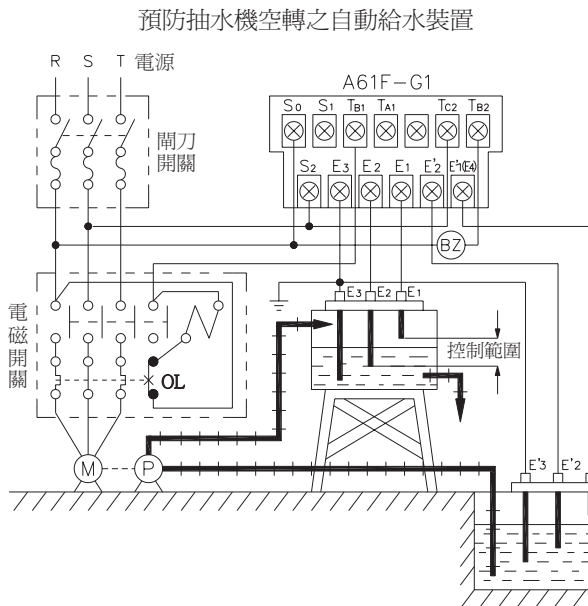 預防抽水機空轉之自動給水裝置
R S T 電源
A61F-G1
S0 S1 TB1 TA1 TC2 TB2
閘刀
開關
S2 E3 E2 E1 E'2 E'1(E4)
BZ
電磁開關
E3 E2 E1
控制範圍
OL
M P
E'3 E'2